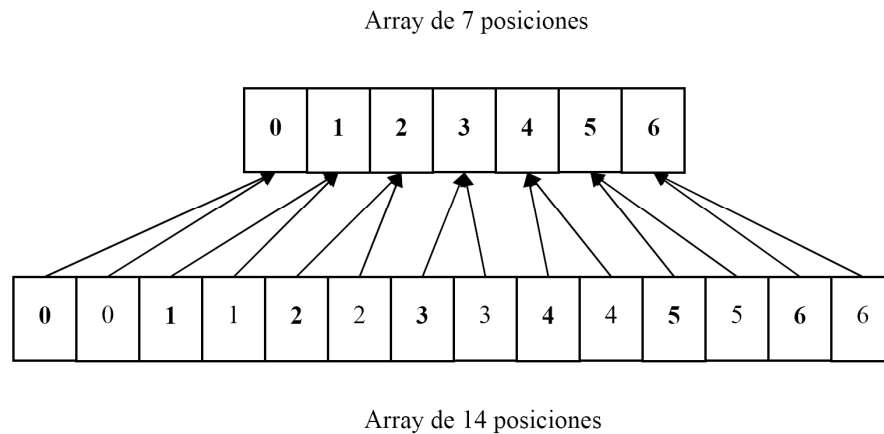 Array de 7 posiciones
0 1 2 3 4 5 6
0 0 1 1 2 2 3 3 4 4 5 5 6 6
Array de 14 posiciones